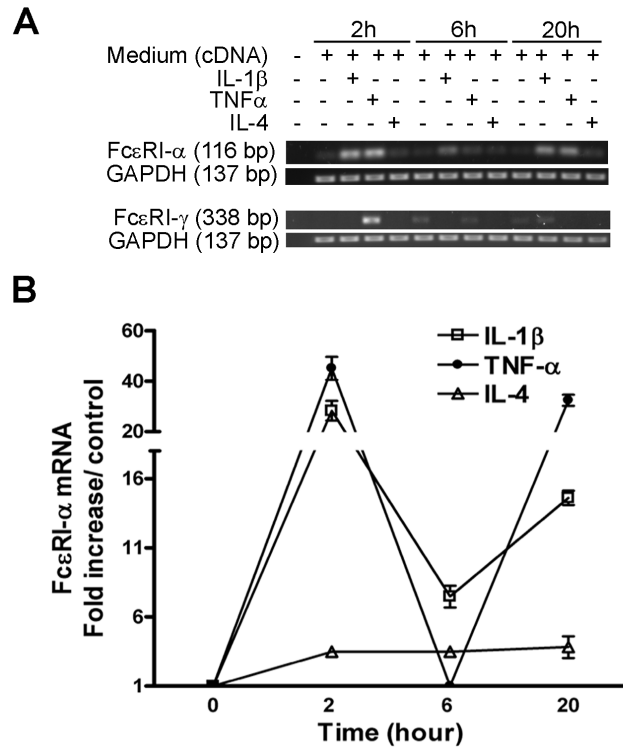 A
2h 6h 20h
Medium (cDNA) - + + + + + + + + + + + +
IL-1β - - + - - - + - - - + - -
TNFα - - - + - - - + - - - + -
IL-4 - - - - + - - - + - - - +
FcεRI-α (116 bp)
GAPDH (137 bp)
FcεRI-γ (338 bp)
GAPDH (137 bp)
B
60
40
20
16
11
6
1
FcεRI-α mRNA
Fold increase/ control
IL-1β
TNF-α
IL-4
0 2 6 20
Time (hour)